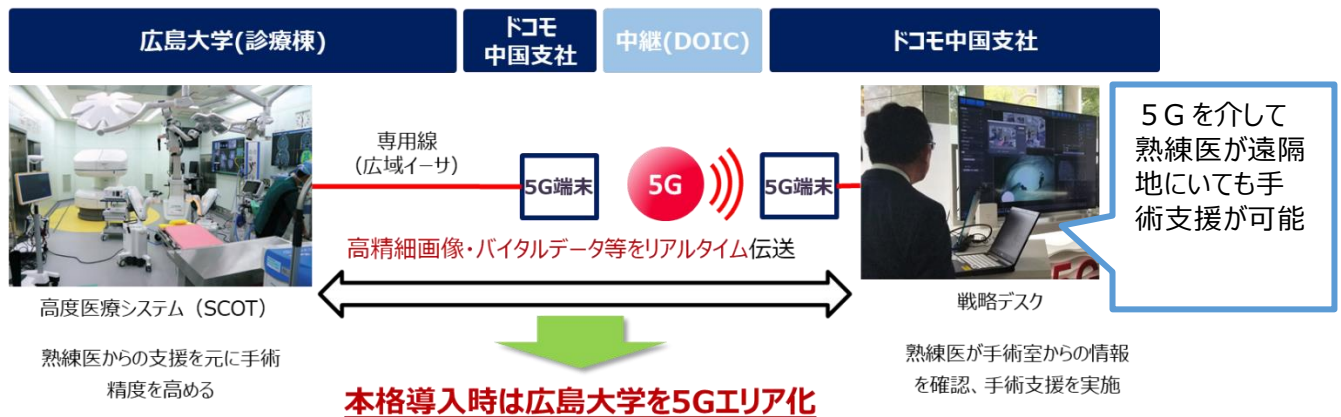 広島大学(診療棟)
ドコモ
中国支社
中継(DOIC)
ドコモ中国支社
専用線
(広域イーサ)
5G端末
5G
5G端末
高精細画像・バイタルデータ等をリアルタイム伝送
5Gを介して
熟練医が遠隔
地にいても手
術支援が可能
高度医療システム（SCOT）
戦略デスク
熟練医からの支援を元に手術
精度を高める
熟練医が手術室からの情報
を確認、手術支援を実施
本格導入時は広島大学を5Gエリア化